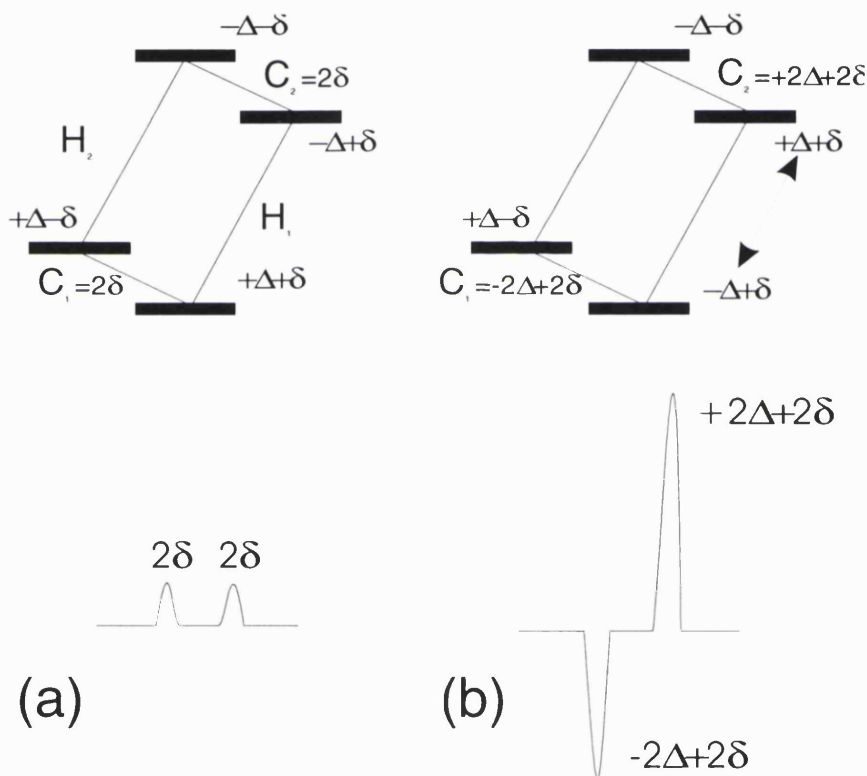 −Δ−δ
C₂=2δ
H₂
−Δ+δ
+Δ−δ
H₁
C₁=2δ
+Δ+δ
2δ 2δ
(a)
−Δ−δ
C₂=+2Δ+2δ
+Δ+δ
+Δ−δ
C₁=-2Δ+2δ
−Δ+δ
+2Δ+2δ
-2Δ+2δ
(b)